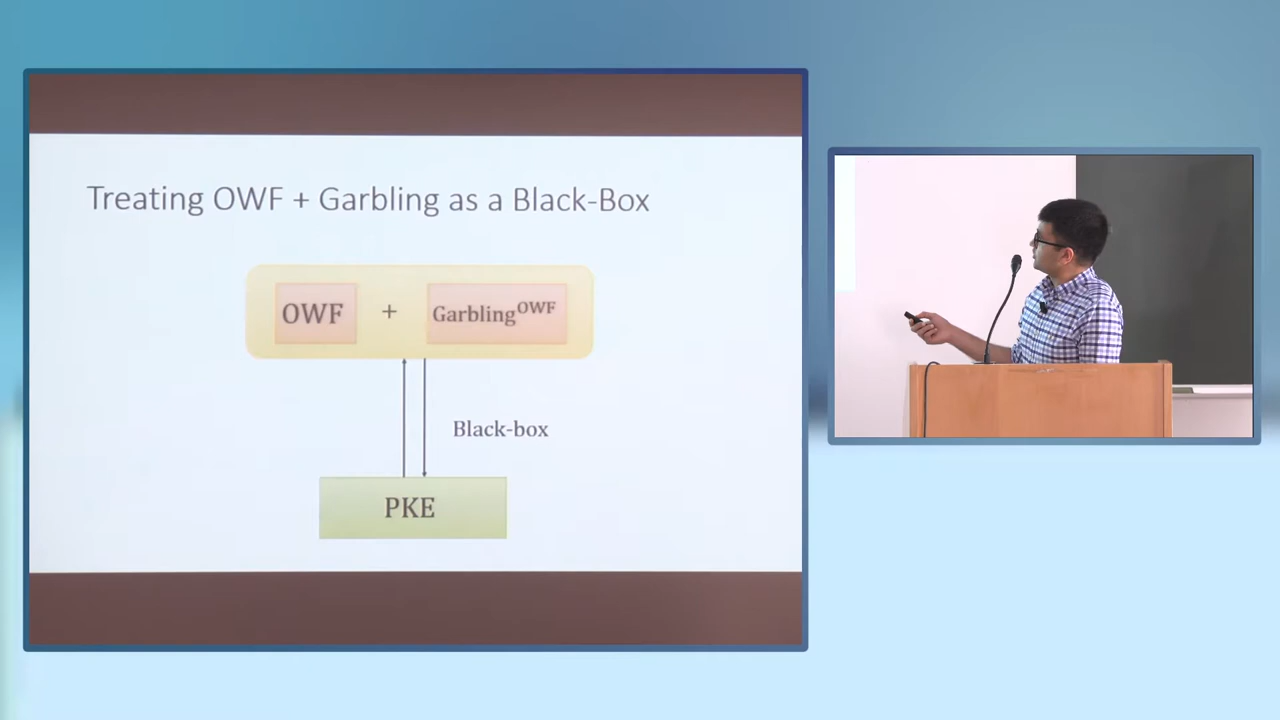 Treating OWF + Garbling as a Black-Box
OWF + Garbling^OWF
Black-box
PKE